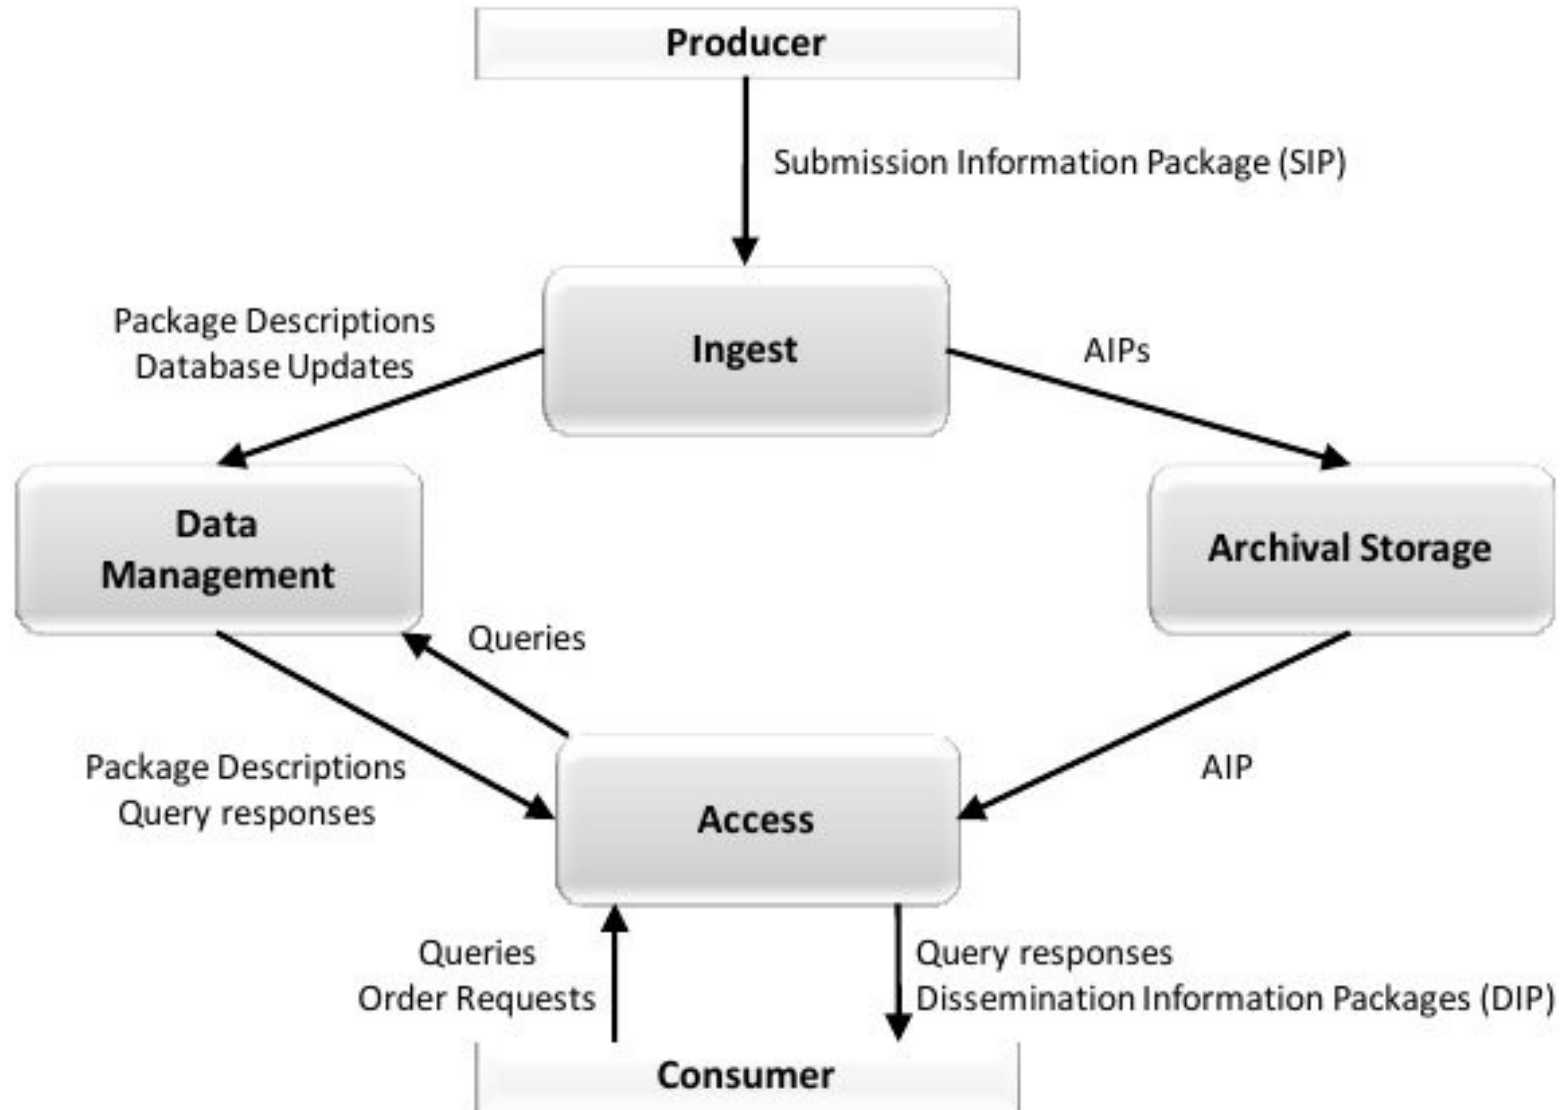 Producer
Submission Information Package (SIP)
Package Descriptions
Database Updates
Ingest
AIPs
Data
Management
Archival Storage
Queries
Package Descriptions
Query responses
Access
AIP
Queries
Order Requests
Query responses
Dissemination Information Packages (DIP)
Consumer